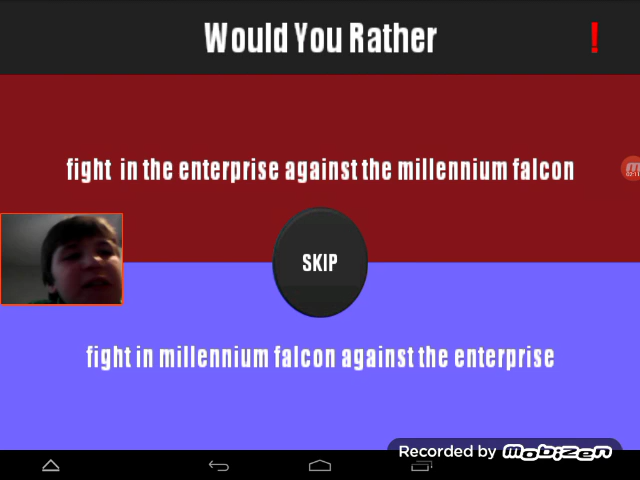 Would You Rather !
fight in the enterprise against the millennium falcon
SKIP
fight in millennium falcon against the enterprise
Recorded by mobizen